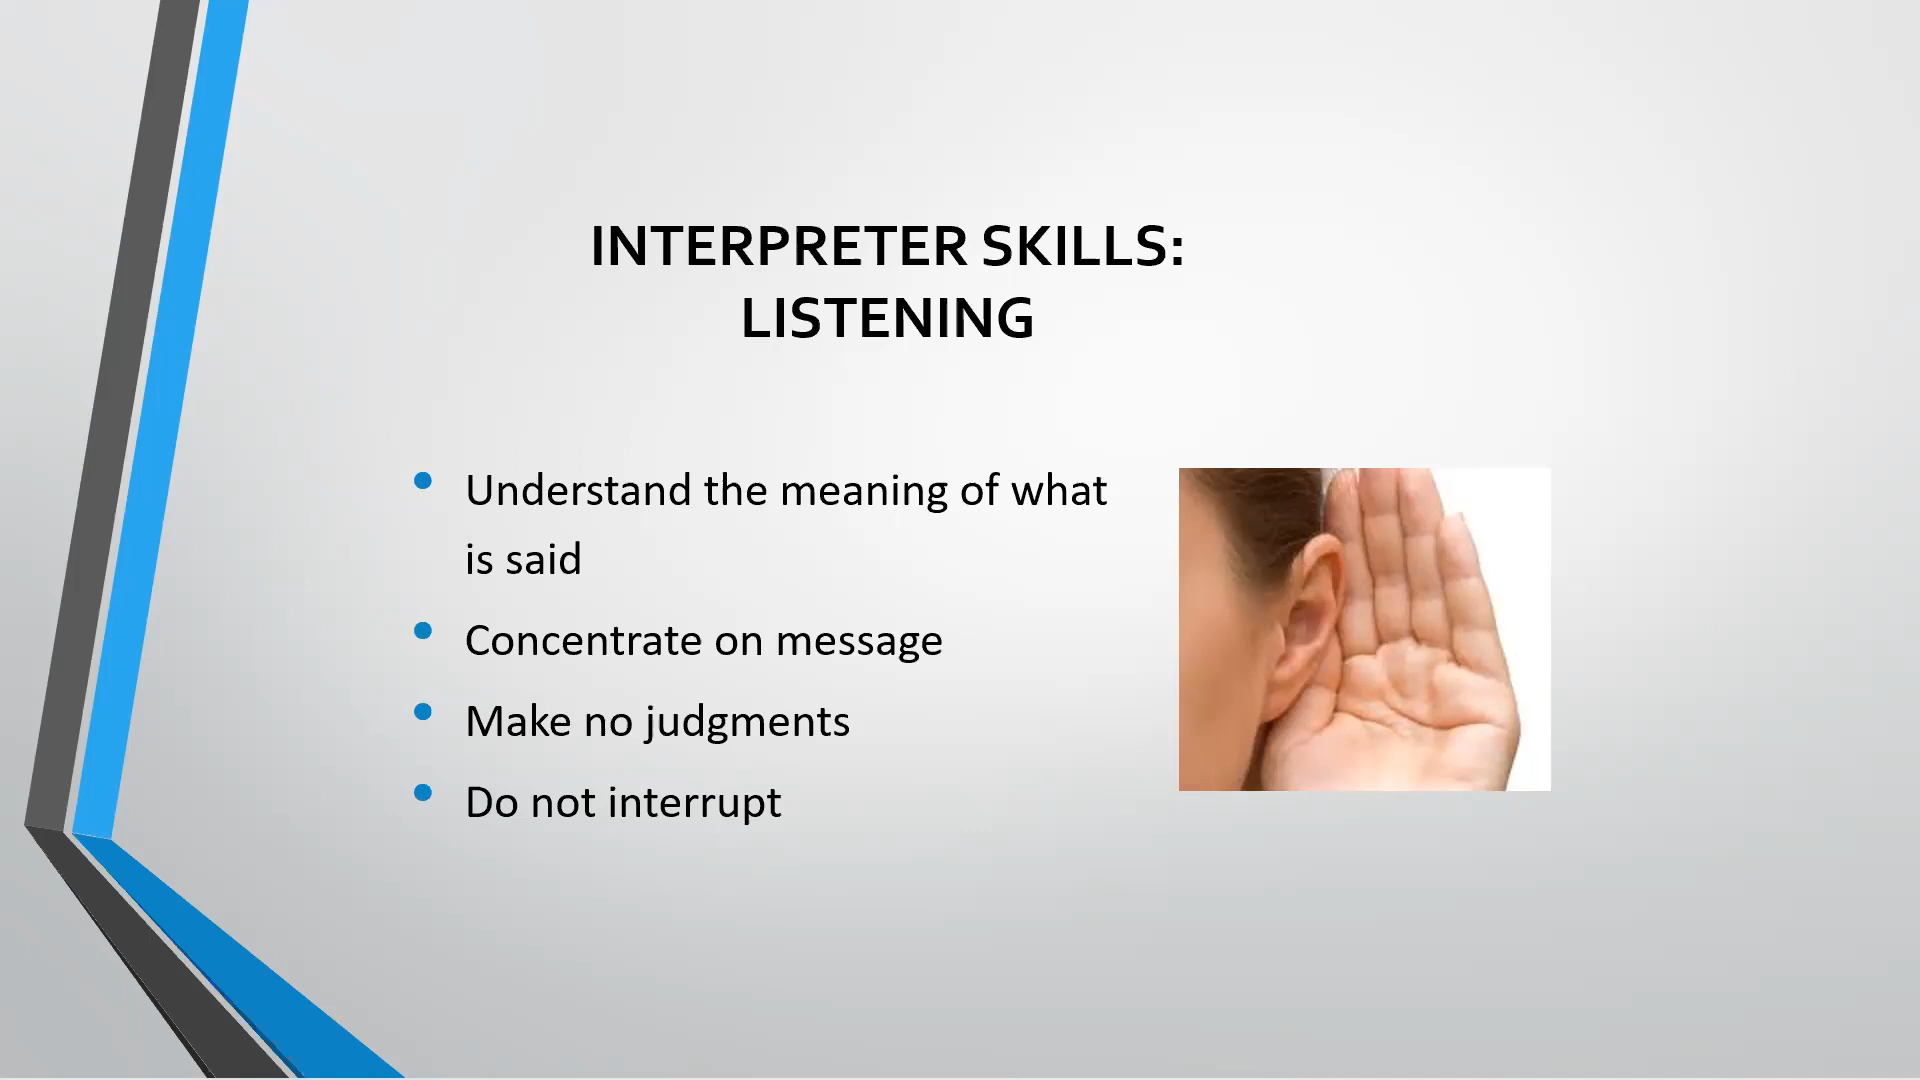 INTERPRETER SKILLS:
LISTENING
• Understand the meaning of what
is said
• Concentrate on message
• Make no judgments
• Do not interrupt